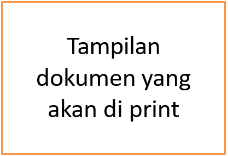 Tampilan
dokumen yang
akan di print